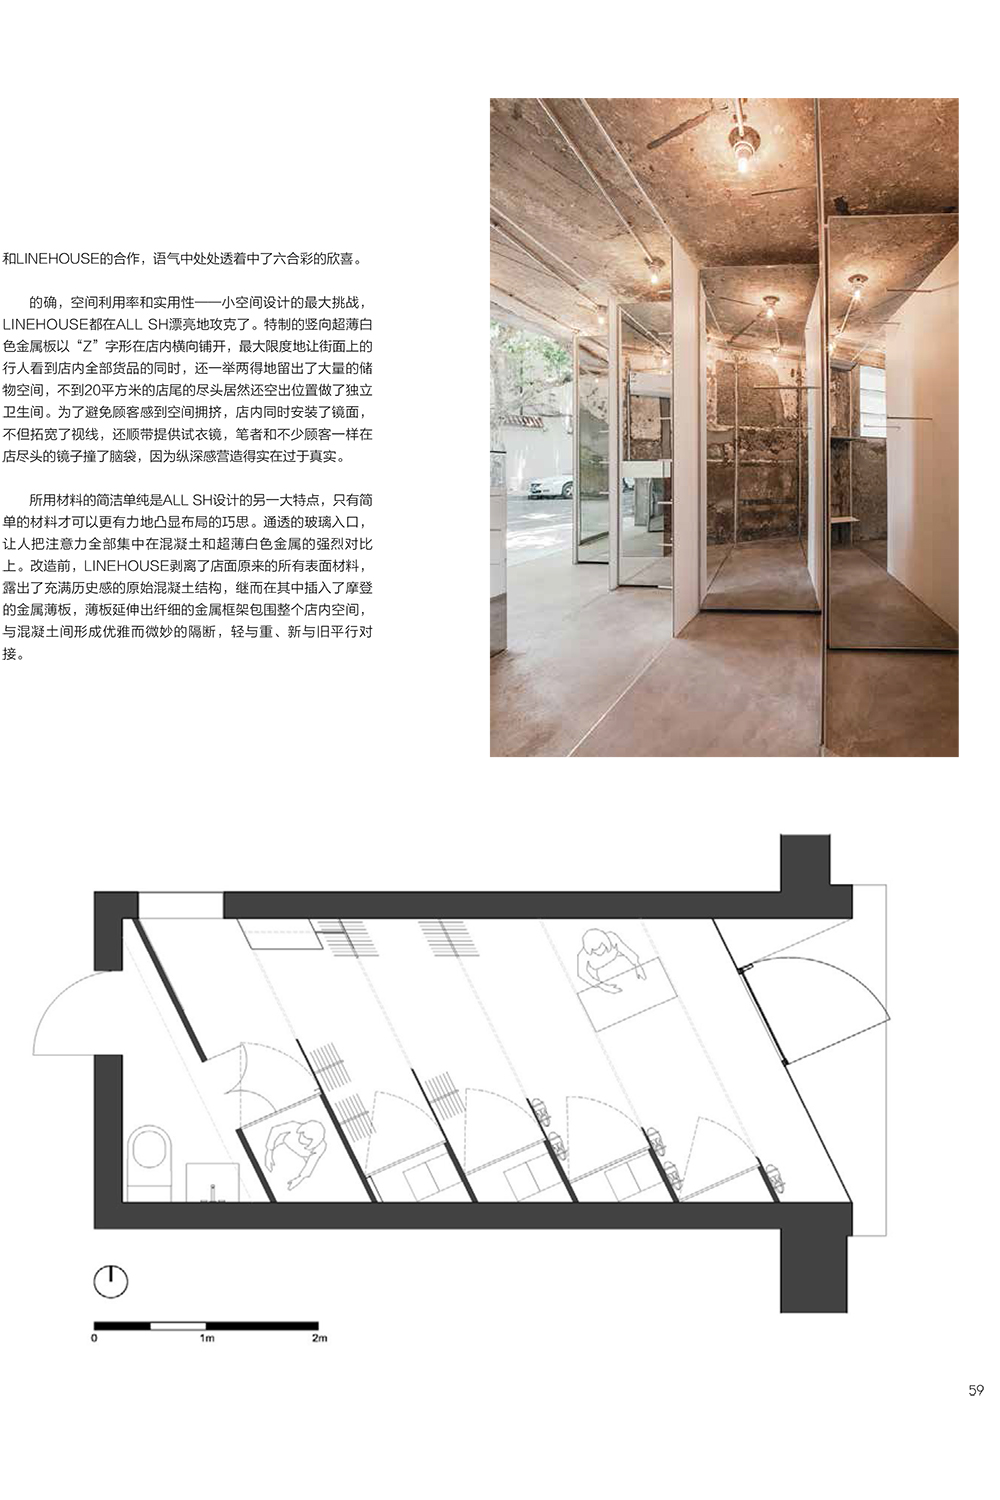 和LINEHOUSE的合作，语气中处处透着中了六合彩的欣喜。
的确，空间利用率和实用性——小空间设计的最大挑战，
LINEHOUSE都在ALL SH漂亮地攻克了。特制的竖向超薄白
色金属板以“Z”字形在店内横向铺开，最大限度地让街面上的
行人看到店内全部货品的同时，还一举两得地留出了大量的储
物空间，不到20平方米的店尾的尽头居然还空出位置做了独立
卫生间。为了避免顾客感到空间拥挤，店内同时安装了镜面，
不但拓宽了视线，还顺带提供试衣镜，笔者和不少顾客一样在
店尽头的镜子撞了脑袋，因为纵深感营造得实在过于真实。
所用材料的简洁单纯是ALL SH设计的另一大特点，只有简
单的材料才可以更有力地凸显布局的巧思。通透的玻璃入口，
让人把注意力全部集中在混凝土和超薄白色金属的强烈对比
上。改造前，LINEHOUSE剥离了店面原来的所有表面材料，
露出了充满历史感的原始混凝土结构，继而在其中插入了摩登
的金属薄板，薄板延伸出纤细的金属框架包围整个店内空间，
与混凝土间形成优雅而微妙的隔断，轻与重、新与旧平行对
接。
0 1m 2m
59